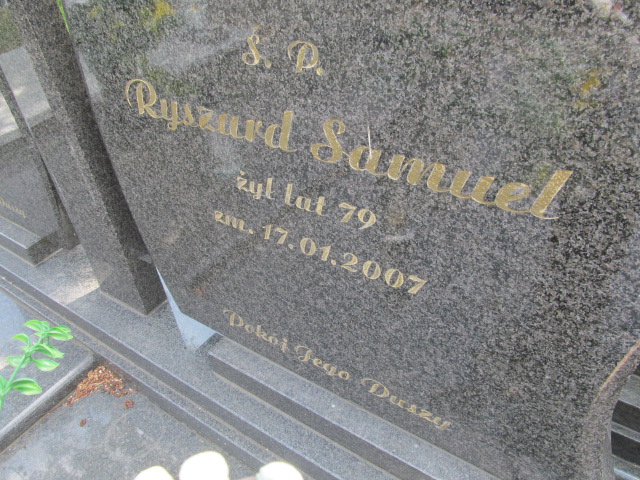 Ś. P.
Ryszard Samuel
żył lat 79
zm. 17.01.2007
Pokój Jego Duszy